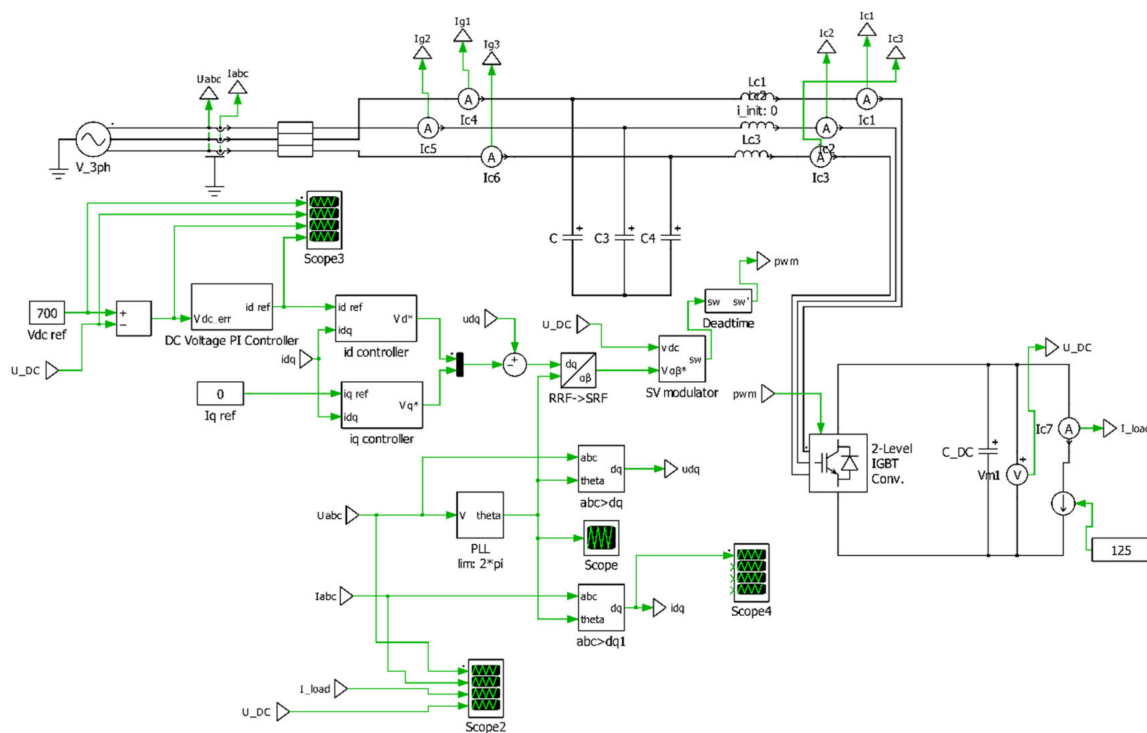 Ig1
Ic1
Ig2
Ig3
Ic2
Ic3
Uabc
Iabc
Lc1
i_init: 0
A
A
Ic4
Ic1
A
A
Ic5
Lc3
Ic2
V_3ph
A
A
Ic6
Ic3
C
C3
C4
Scope3
pwm
700
Vdc ref
+
−
Vdc_err
id ref
DC Voltage PI Controller
id ref
Vd*
idq
id controller
udq
U_DC
sw
sw'
Deadtime
vdc
sw
Vαβ*
SV modulator
U_DC
idq
0
Iq ref
iq ref
Vq*
idq
iq controller
dq
αβ
RRF->SRF
pwm
U_DC
2-Level
IGBT
Conv.
C_DC
Vm1
V
A
Ic7
I_load
125
abc
dq
theta
abc>dq
udq
Uabc
V
theta
PLL
lim: 2*pi
Scope
Iabc
abc
dq
theta
abc>dq1
idq
Scope4
I_load
U_DC
Scope2